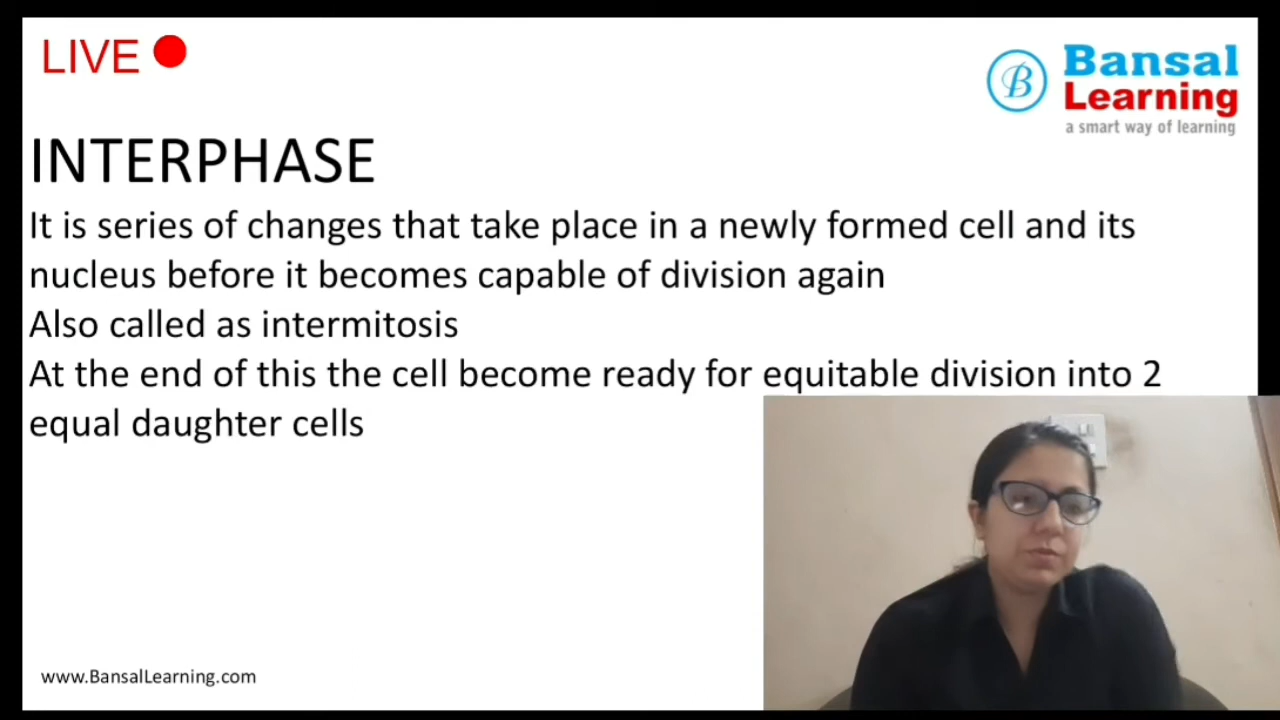 LIVE
Bansal
Learning
a smart way of learning
INTERPHASE
It is series of changes that take place in a newly formed cell and its
nucleus before it becomes capable of division again
Also called as intermitosis
At the end of this the cell become ready for equitable division into 2
equal daughter cells
www.BansalLearning.com